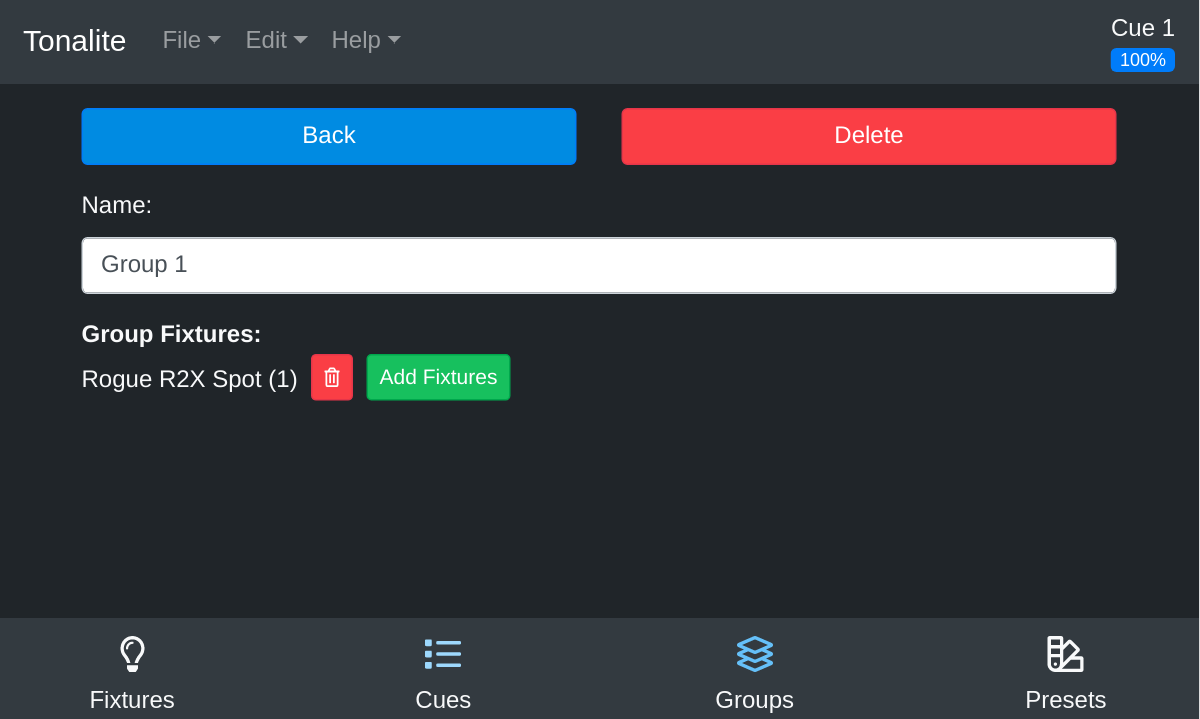 Tonalite File Edit Help Cue 1
100%
Back Delete
Name:
Group 1
Group Fixtures:
Rogue R2X Spot (1) Add Fixtures
Fixtures Cues Groups Presets